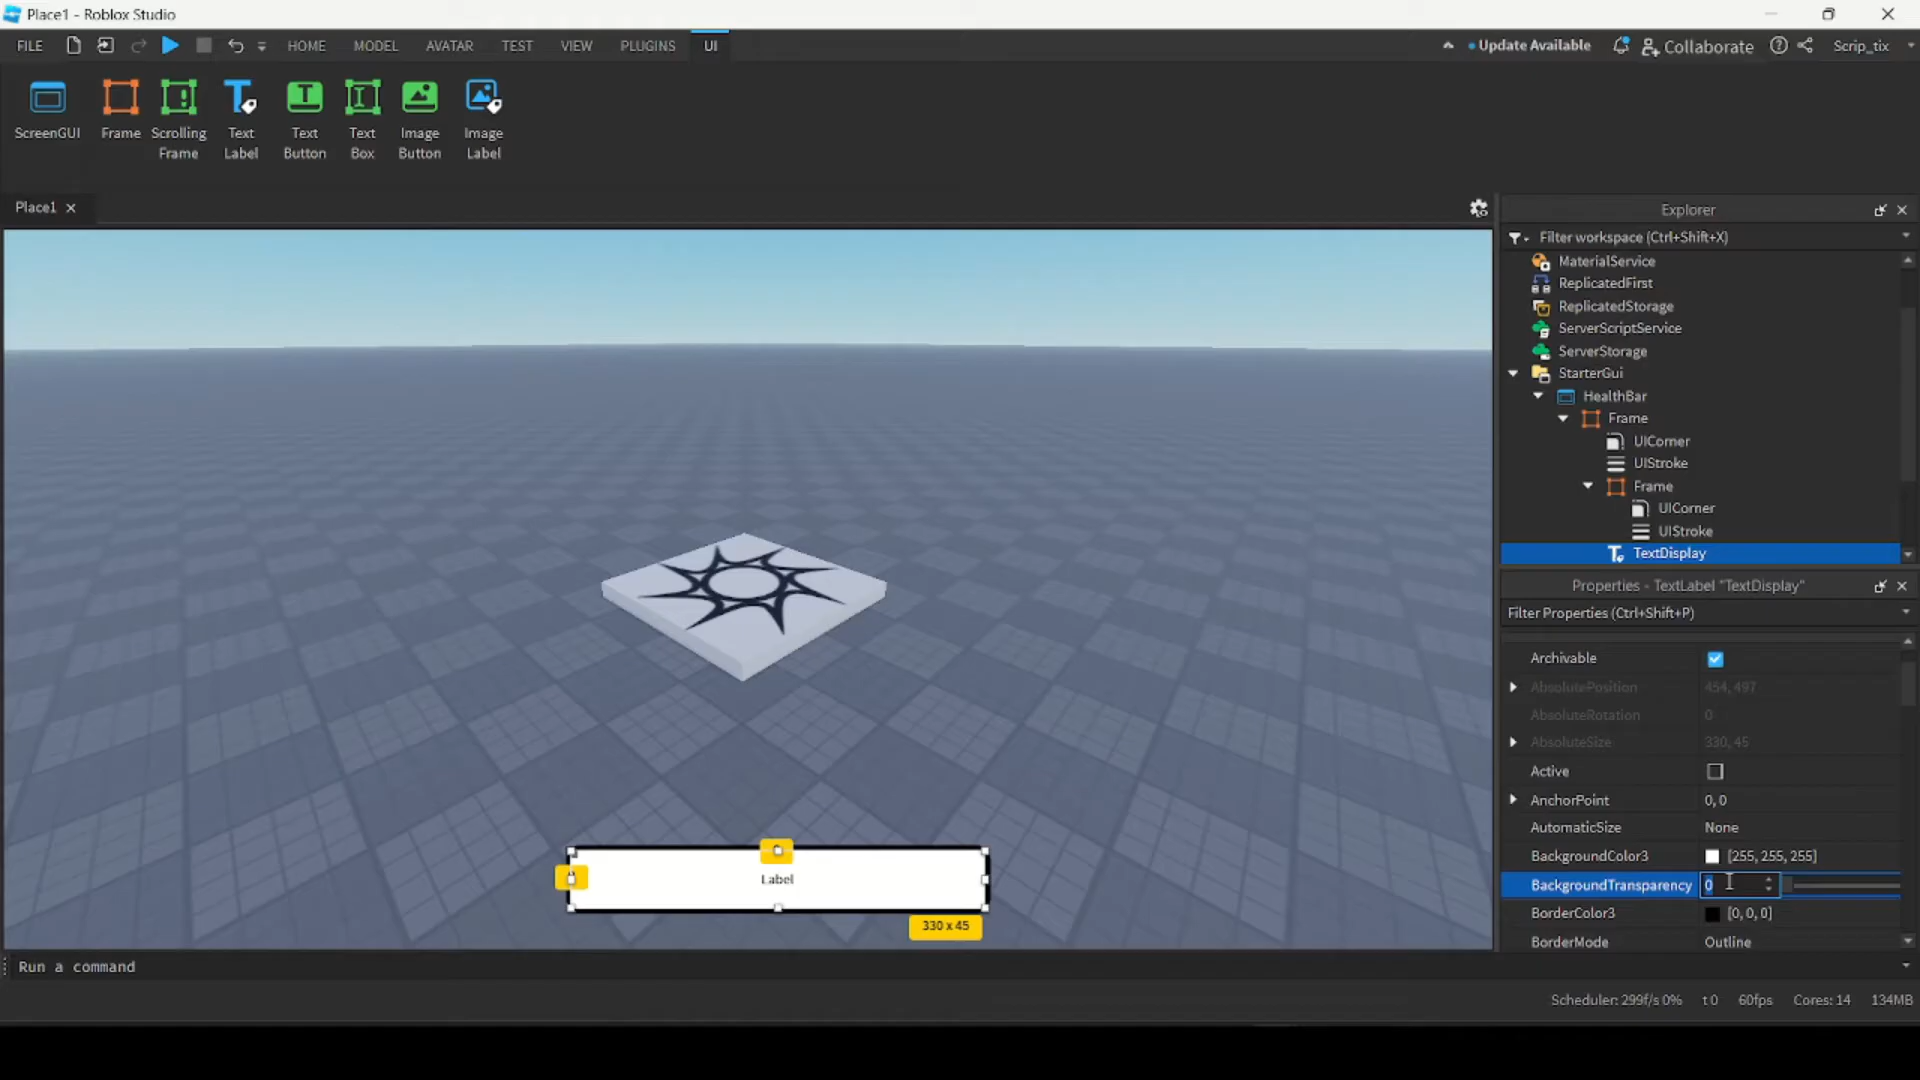 Place1 - Roblox Studio
FILE HOME MODEL AVATAR TEST VIEW PLUGINS UI Update Available Collaborate Scrip_tix
ScreenGUI Frame Scrolling Frame Text Label Text Button Text Box Image Button Image Label
Place1
Explorer
Filter workspace (Ctrl+Shift+X)
MaterialService
ReplicatedFirst
ReplicatedStorage
ServerScriptService
ServerStorage
StarterGui
HealthBar
Frame
UICorner
UIStroke
Frame
UICorner
UIStroke
TextDisplay
Properties - TextLabel "TextDisplay"
Filter Properties (Ctrl+Shift+P)
Archivable
AbsolutePosition 454, 497
AbsoluteRotation 0
AbsoluteSize 330, 45
Active
AnchorPoint 0, 0
AutomaticSize None
BackgroundColor3 [255, 255, 255]
BackgroundTransparency 0
BorderColor3 [0, 0, 0]
BorderMode Outline
Label
330 x 45
Run a command
Scheduler: 299f/s 0% t 0 60fps Cores: 14 134MB